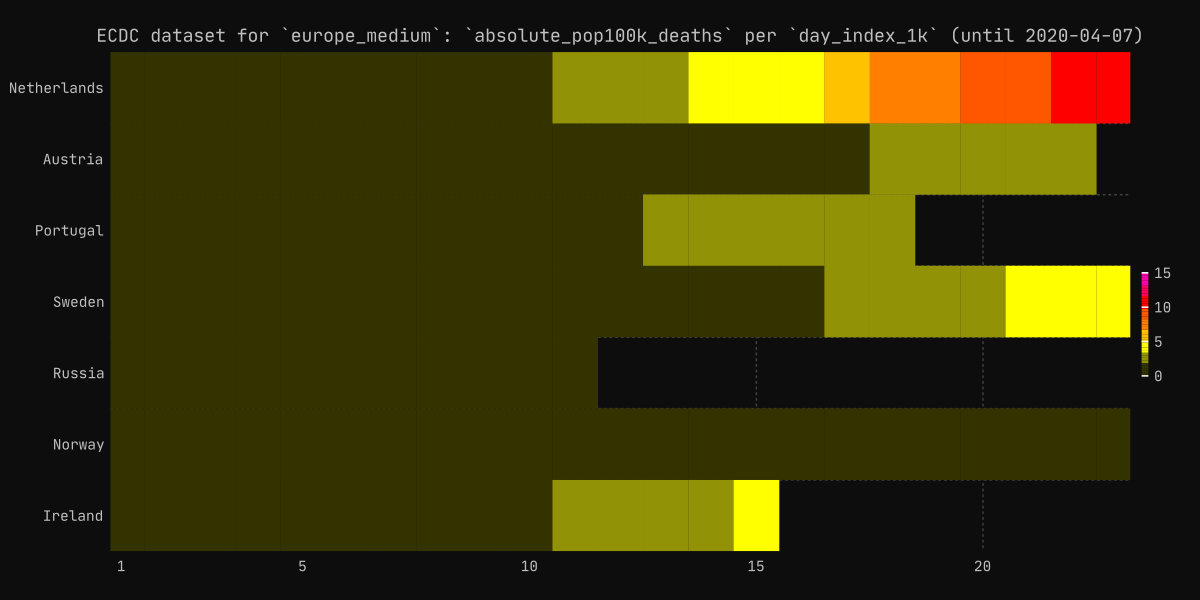 ECDC dataset for `europe_medium`: `absolute_pop100k_deaths` per `day_index_1k` (until 2020-04-07)
Netherlands
Austria
Portugal
Sweden
Russia
Norway
Ireland
15
10
5
0
1 5 10 15 20